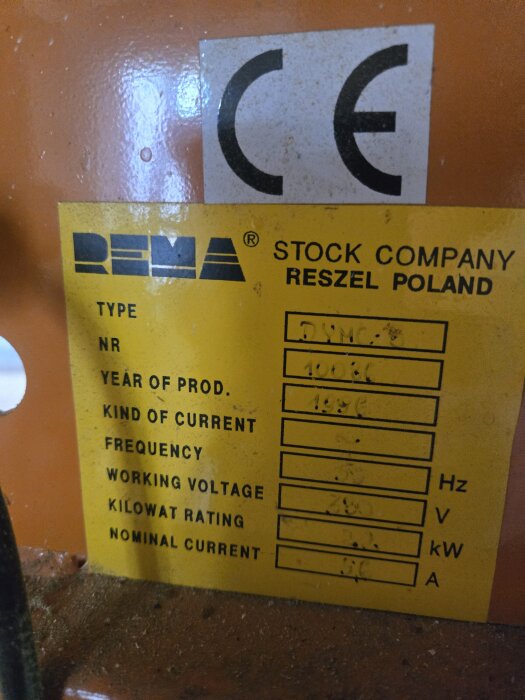 CE
REMA® STOCK COMPANY
RESZEL POLAND
TYPE
NR
YEAR OF PROD.
KIND OF CURRENT
FREQUENCY Hz
WORKING VOLTAGE 380 V
KILOWAT RATING kW
NOMINAL CURRENT A